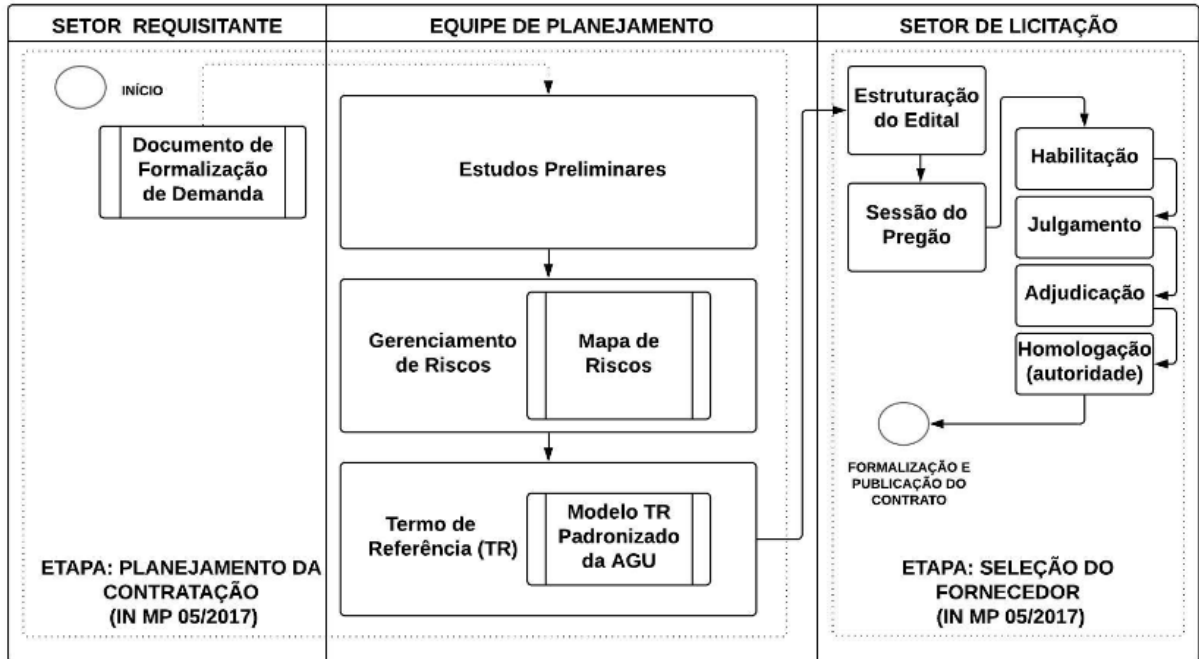 SETOR REQUISITANTE
EQUIPE DE PLANEJAMENTO
SETOR DE LICITAÇÃO
INÍCIO
Documento de
Formalização
de Demanda
ETAPA: PLANEJAMENTO DA
CONTRATAÇÃO
(IN MP 05/2017)
Estudos Preliminares
Gerenciamento
de Riscos
Mapa de
Riscos
Termo de
Referência (TR)
Modelo TR
Padronizado
da AGU
Estruturação
do Edital
Sessão do
Pregão
Habilitação
Julgamento
Adjudicação
Homologação
(autoridade)
FORMALIZAÇÃO E
PUBLICAÇÃO DO
CONTRATO
ETAPA: SELEÇÃO DO
FORNECEDOR
(IN MP 05/2017)